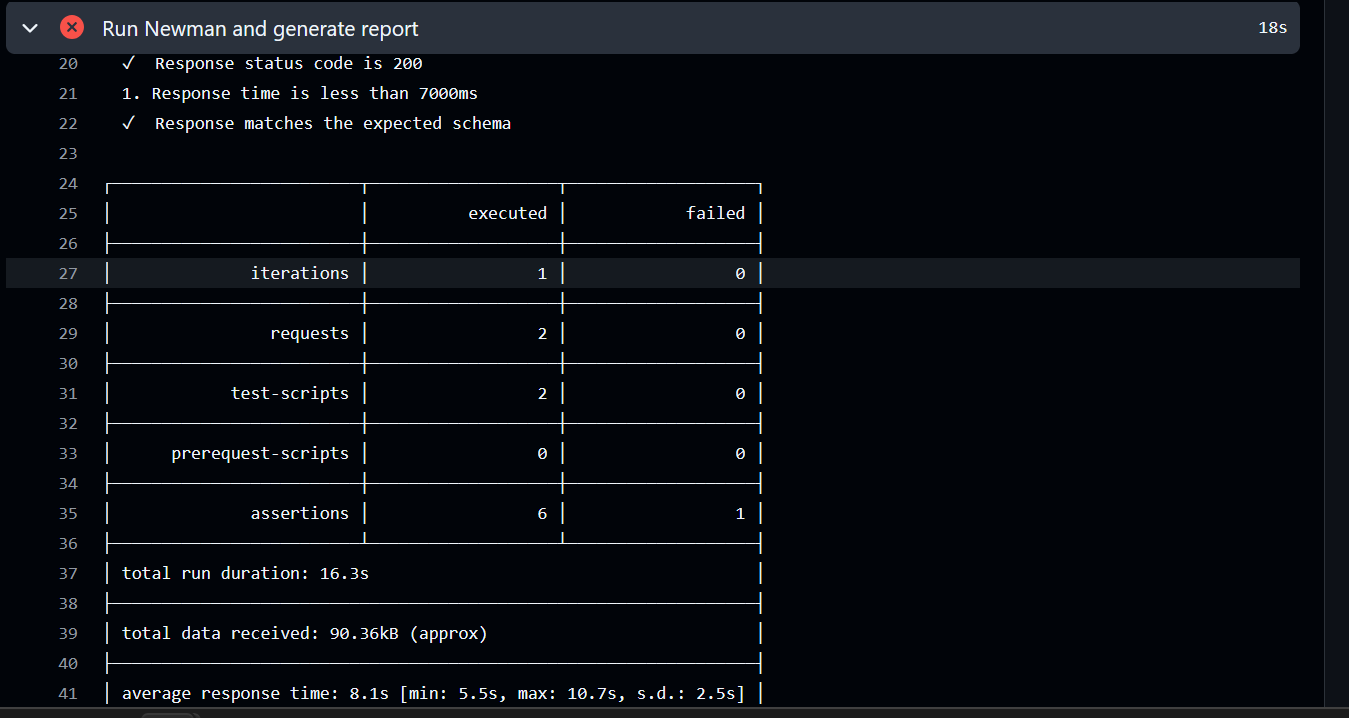 Run Newman and generate report 18s
20 ✓ Response status code is 200
21 1. Response time is less than 7000ms
22 ✓ Response matches the expected schema
23
24
25 executed failed
26
27 iterations 1 0
28
29 requests 2 0
30
31 test-scripts 2 0
32
33 prerequest-scripts 0 0
34
35 assertions 6 1
36
37 total run duration: 16.3s
38
39 total data received: 90.36kB (approx)
40
41 average response time: 8.1s [min: 5.5s, max: 10.7s, s.d.: 2.5s]